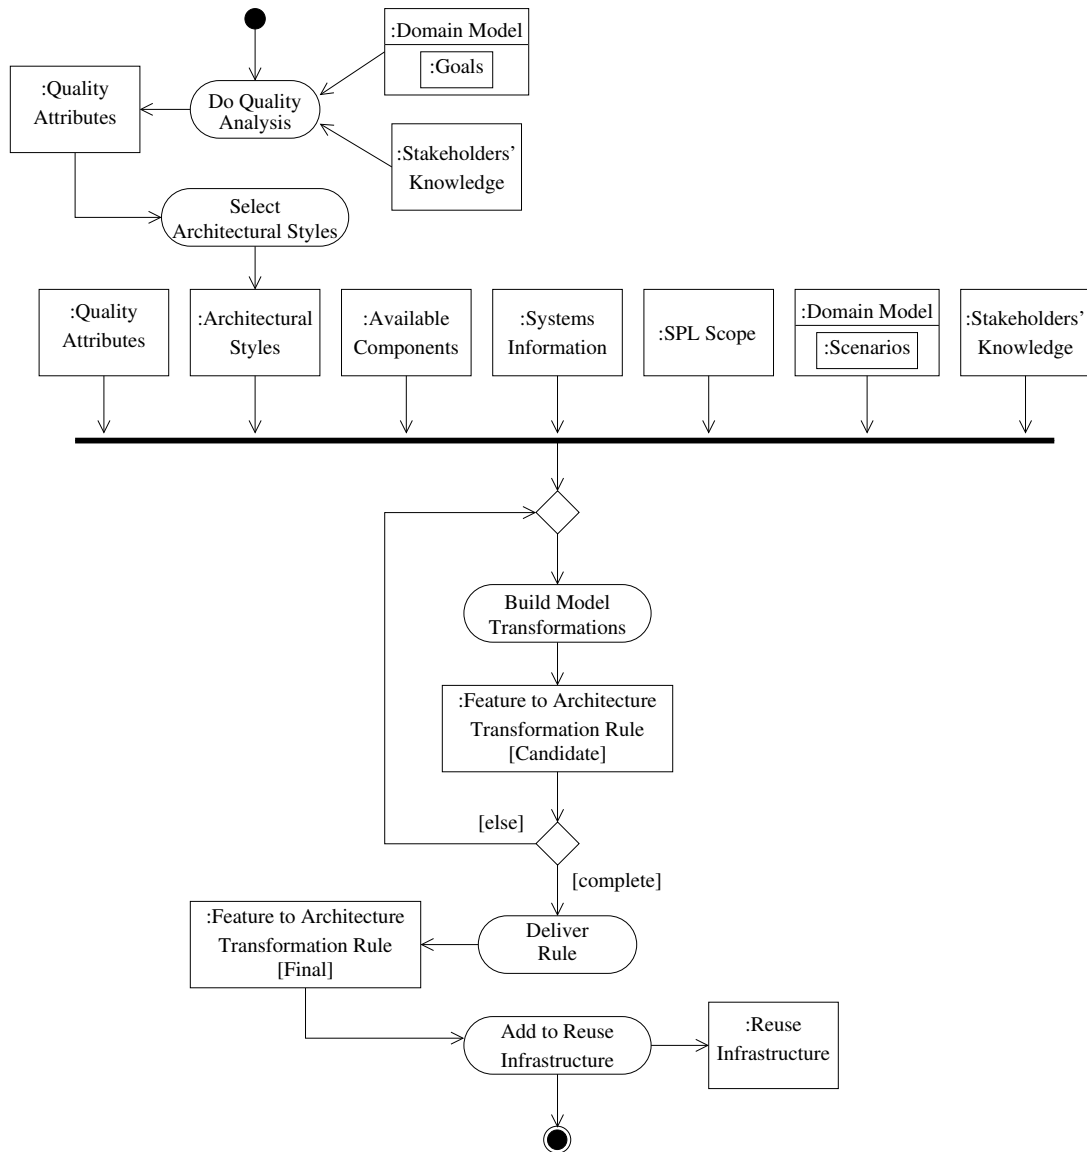 :Domain Model
:Goals
:Quality
Attributes
Do Quality
Analysis
:Stakeholders'
Knowledge
Select
Architectural Styles
:Quality
Attributes
:Architectural
Styles
:Available
Components
:Systems
Information
:SPL Scope
:Domain Model
:Scenarios
:Stakeholders'
Knowledge
Build Model
Transformations
:Feature to Architecture
Transformation Rule
[Candidate]
[else]
[complete]
:Feature to Architecture
Transformation Rule
[Final]
Deliver
Rule
Add to Reuse
Infrastructure
:Reuse
Infrastructure